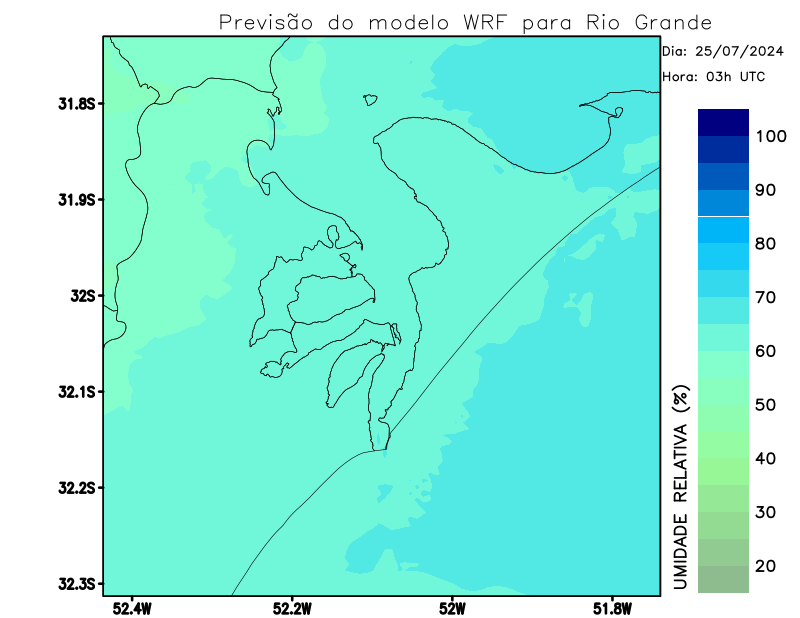 Previsão do modelo WRF para Rio Grande
Dia: 25/07/2024
Hora: 03h UTC
31.8S
31.9S
32S
32.1S
32.2S
32.3S
52.4W
52.2W
52W
51.8W
100
90
80
70
60
50
40
30
20
UMIDADE RELATIVA (%)